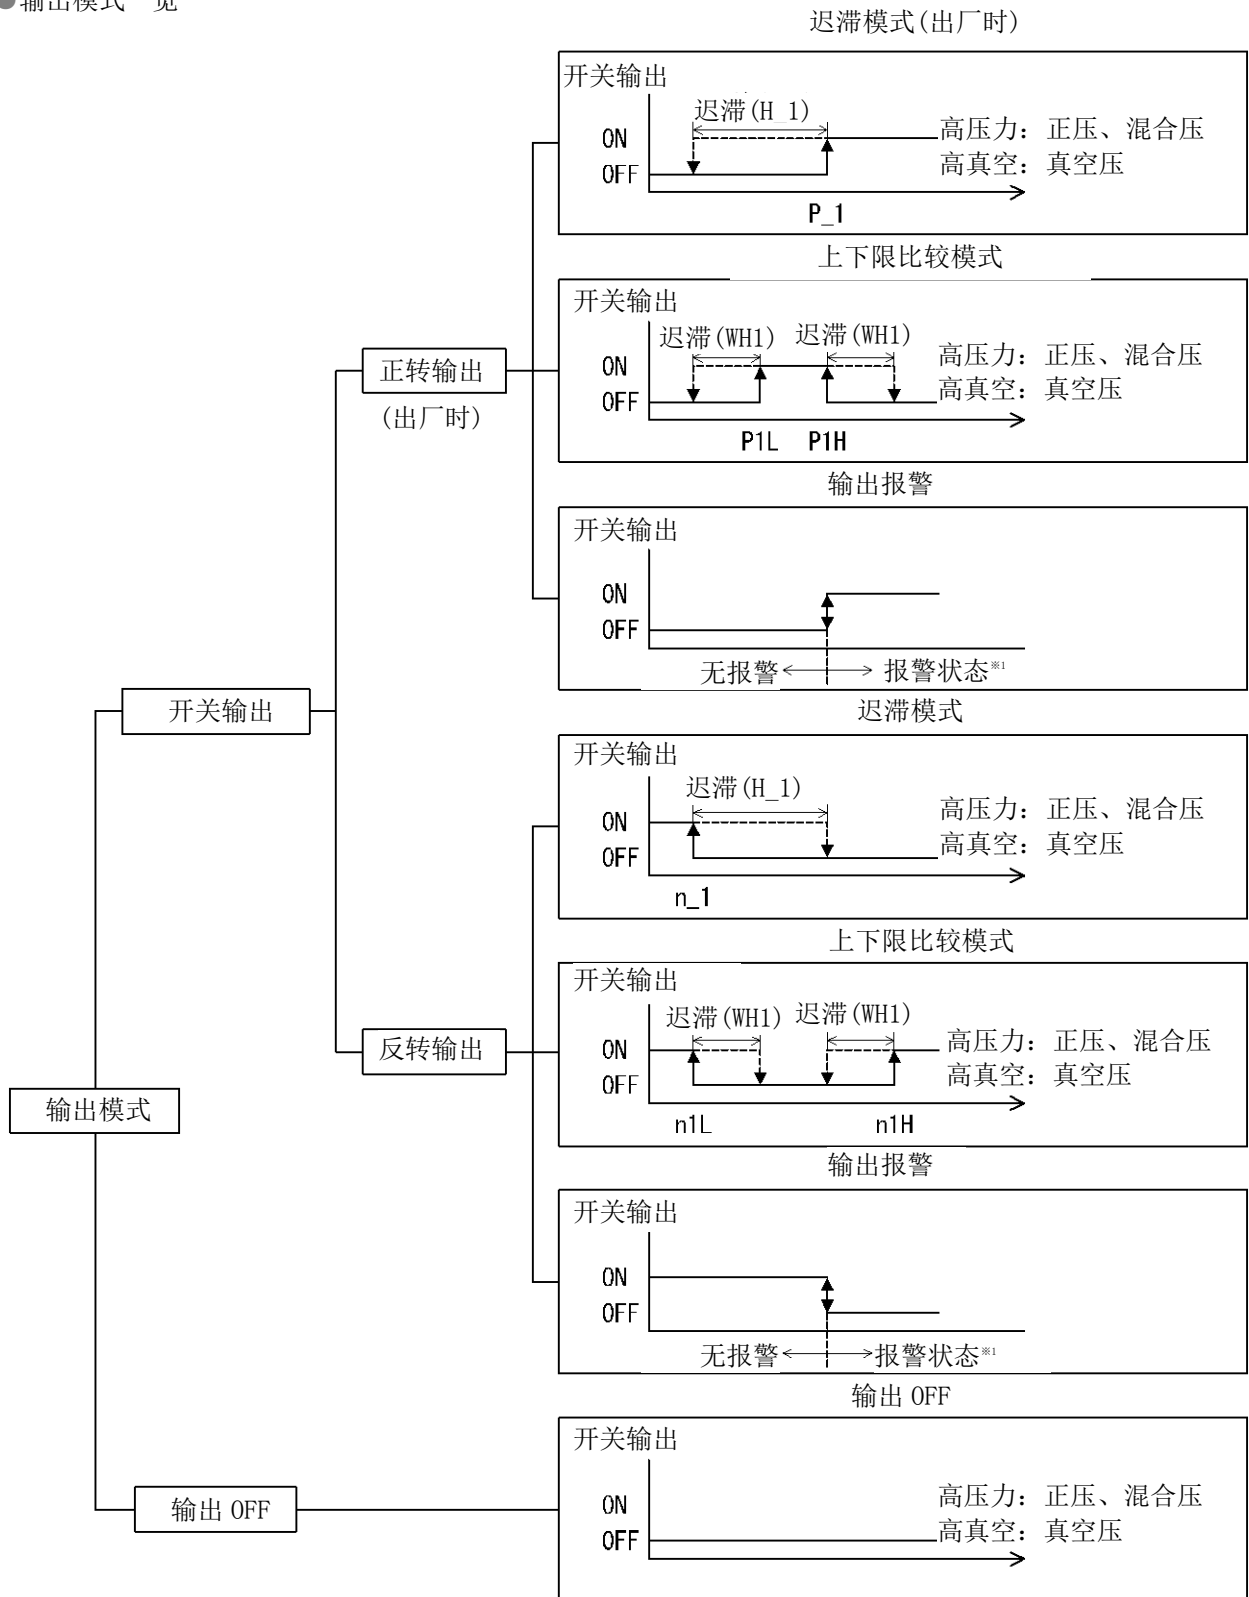 ●输出模式一览
迟滞模式(出厂时)
开关输出
迟滞(H_1)
ON
OFF
高压力：正压、混合压
高真空：真空压
P_1
上下限比较模式
开关输出
迟滞(WH1) 迟滞(WH1)
ON
OFF
高压力：正压、混合压
高真空：真空压
P1L P1H
正转输出
(出厂时)
输出报警
开关输出
ON
OFF
无报警 报警状态※1
开关输出
迟滞模式
开关输出
迟滞(H_1)
ON
OFF
高压力：正压、混合压
高真空：真空压
n_1
上下限比较模式
开关输出
迟滞(WH1) 迟滞(WH1)
ON
OFF
高压力：正压、混合压
高真空：真空压
n1L n1H
反转输出
输出模式
输出报警
开关输出
ON
OFF
无报警 报警状态※1
输出 OFF
开关输出
ON
OFF
高压力：正压、混合压
高真空：真空压
输出 OFF